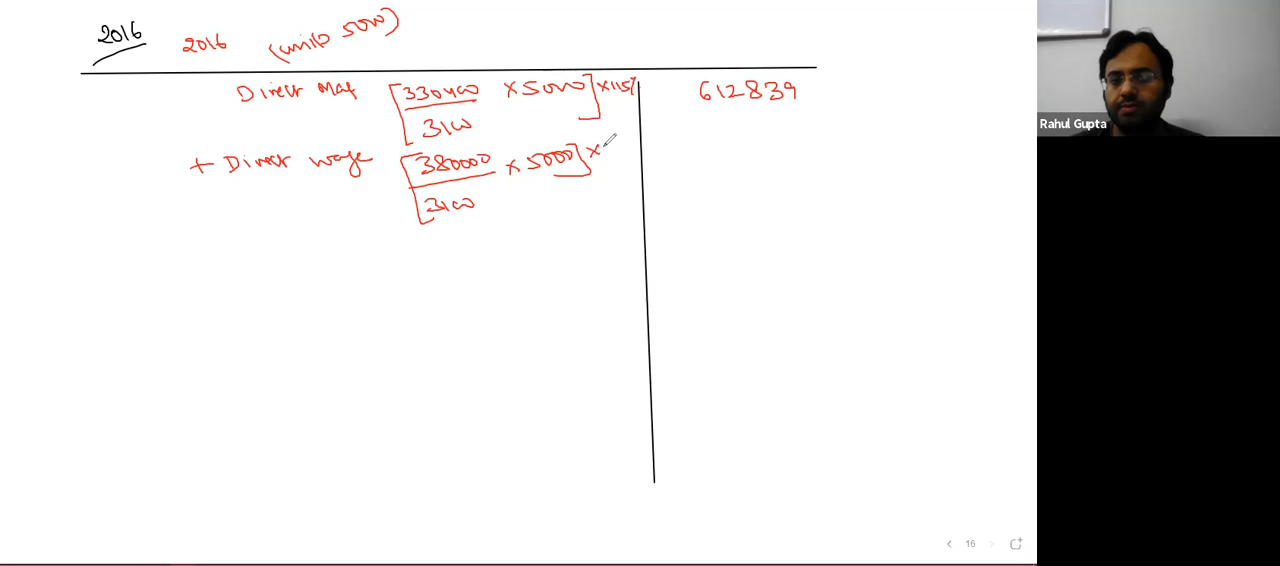 2016
2016 (units 5000)
Direct Mat [330400 / 3100 × 5000] × 115% 612839
+ Direct wage [380000 / 3100 × 5000] ×
Rahul Gupta
16